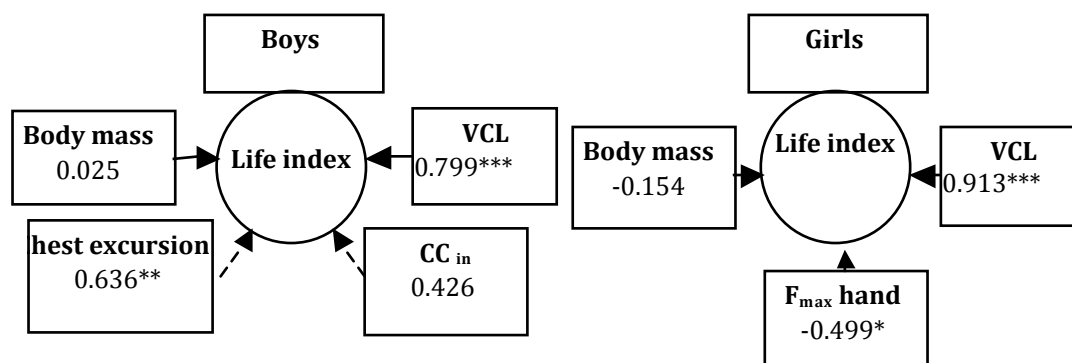 Boys
Girls
Body mass
0.025
Life index
VCL
0.799***
hest excursion
0.636**
CC in
0.426
Body mass
-0.154
Life index
VCL
0.913***
Fmax hand
-0.499*